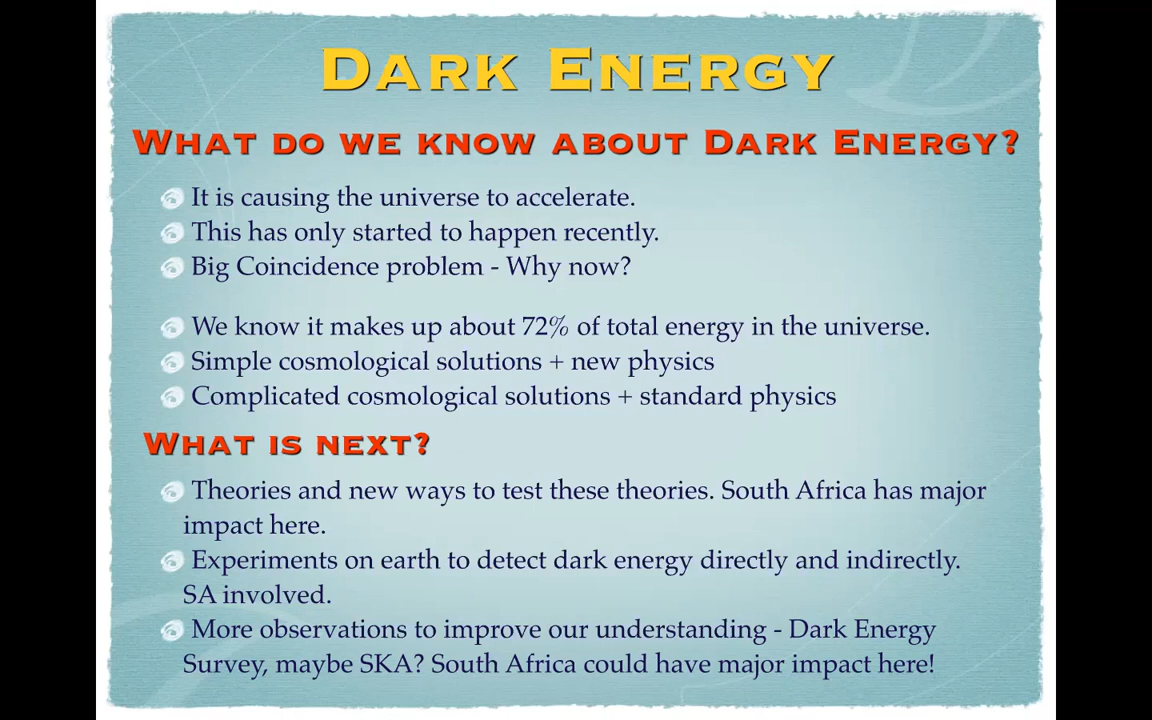 Dark Energy
What do we know about Dark Energy?
It is causing the universe to accelerate.
This has only started to happen recently.
Big Coincidence problem - Why now?
We know it makes up about 72% of total energy in the universe.
Simple cosmological solutions + new physics
Complicated cosmological solutions + standard physics
What is next?
Theories and new ways to test these theories. South Africa has major
impact here.
Experiments on earth to detect dark energy directly and indirectly.
SA involved.
More observations to improve our understanding - Dark Energy
Survey, maybe SKA? South Africa could have major impact here!